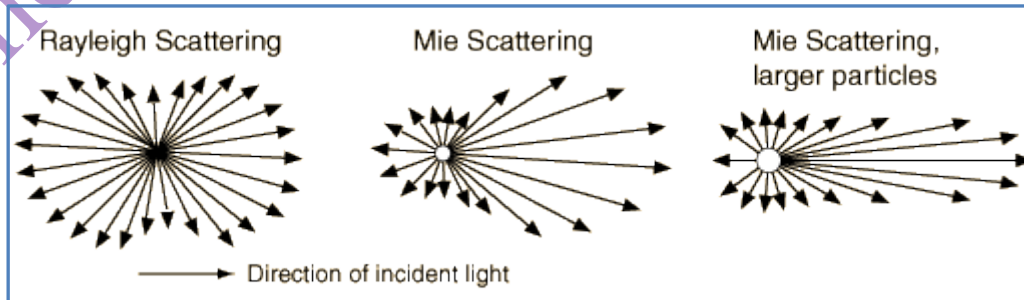 Rayleigh Scattering
Mie Scattering
Mie Scattering,
larger particles
Direction of incident light